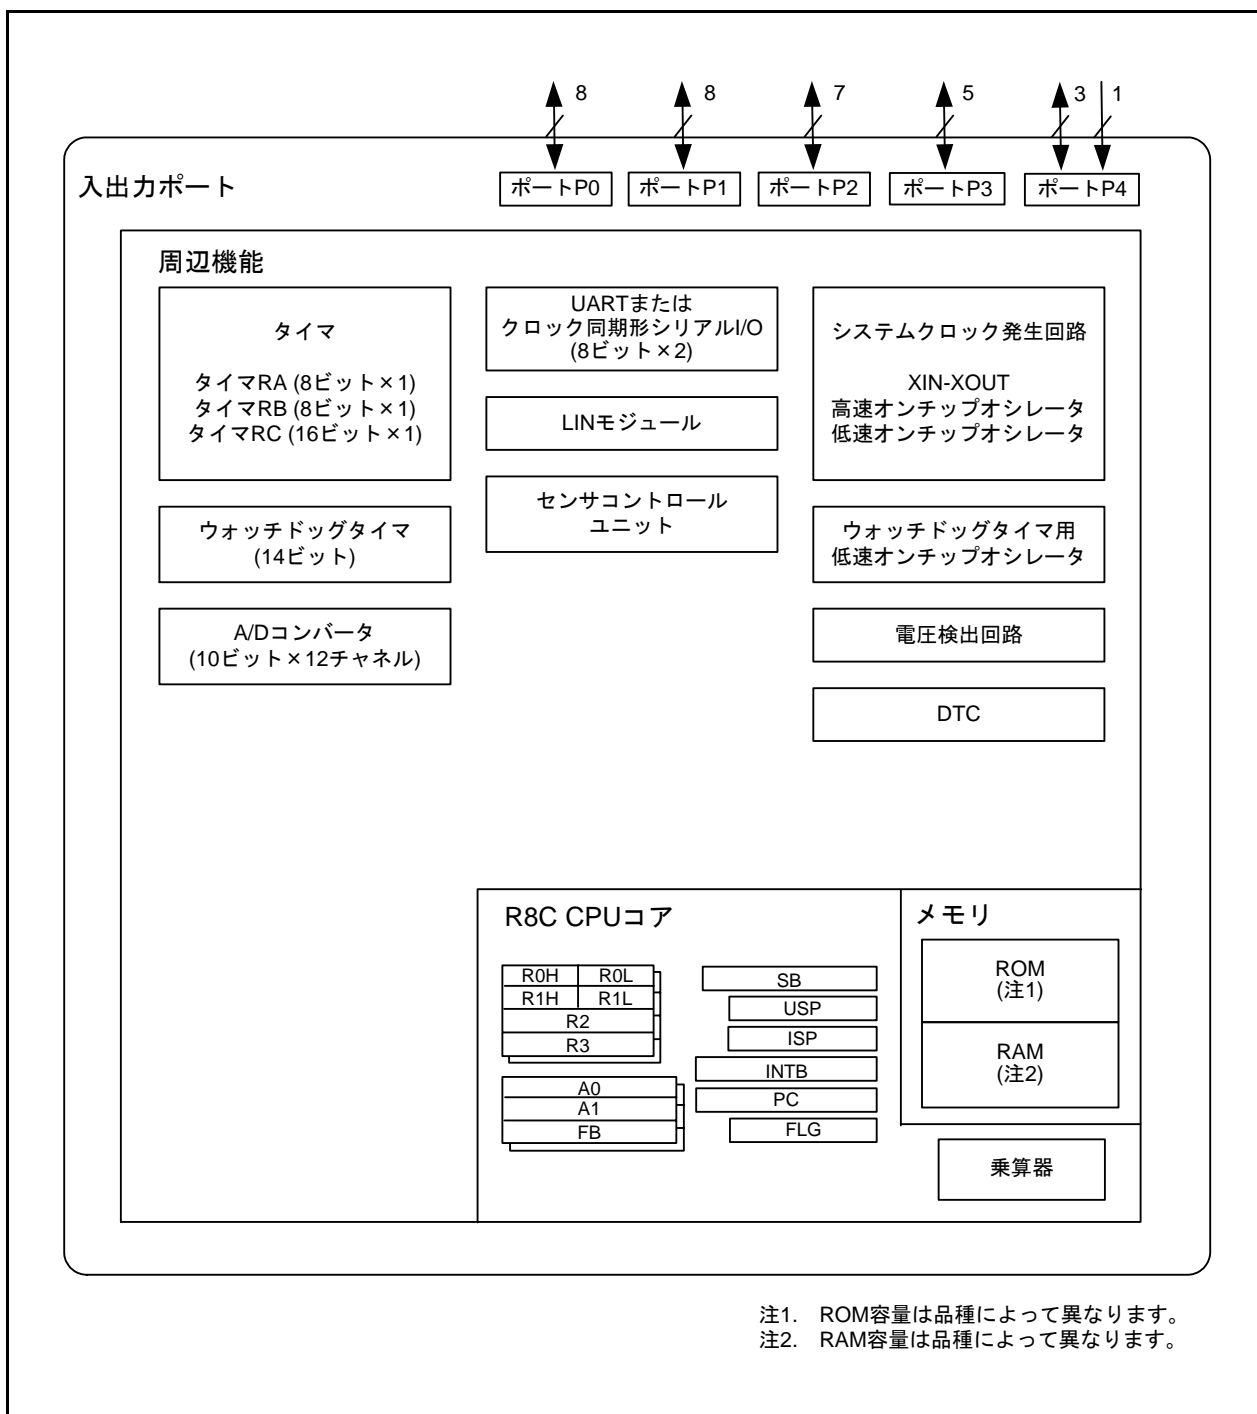 8 8 7 5 3 1
入出力ポート
ポートP0 ポートP1 ポートP2 ポートP3 ポートP4
周辺機能
タイマ
タイマRA (8ビット×1)
タイマRB (8ビット×1)
タイマRC (16ビット×1)
ウォッチドッグタイマ
(14ビット)
A/Dコンバータ
(10ビット×12チャネル)
UARTまたは
クロック同期形シリアルI/O
(8ビット×2)
LINモジュール
センサコントロール
ユニット
システムクロック発生回路
XIN-XOUT
高速オンチップオシレータ
低速オンチップオシレータ
ウォッチドッグタイマ用
低速オンチップオシレータ
電圧検出回路
DTC
R8C CPUコア
R0H R0L
R1H R1L
R2
R3
A0
A1
FB
SB
USP
ISP
INTB
PC
FLG
メモリ
ROM
(注1)
RAM
(注2)
乗算器
注1. ROM容量は品種によって異なります。
注2. RAM容量は品種によって異なります。